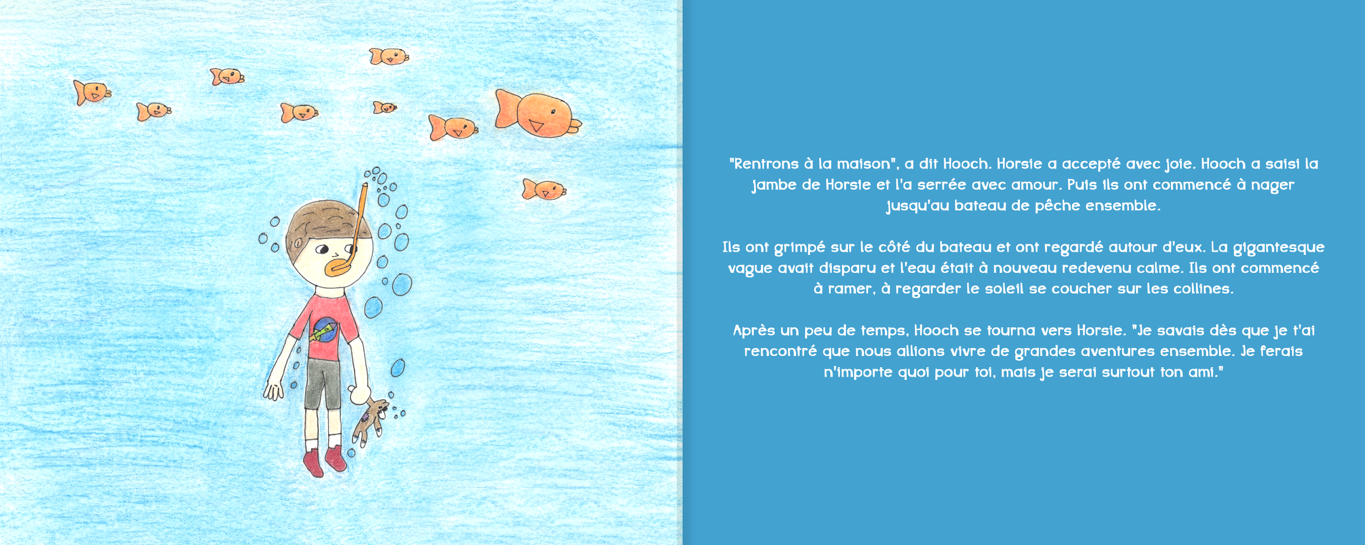 "Rentrons à la maison", a dit Hooch. Horsie a accepté avec joie. Hooch a saisi la
jambe de Horsie et l'a serrée avec amour. Puis ils ont commencé à nager
jusqu'au bateau de pêche ensemble.
Ils ont grimpé sur le côté du bateau et ont regardé autour d'eux. La gigantesque
vague avait disparu et l'eau était à nouveau redevenu calme. Ils ont commencé
à ramer, à regarder le soleil se coucher sur les collines.
Après un peu de temps, Hooch se tourna vers Horsie. "Je savais dès que je t'ai
rencontré que nous allions vivre de grandes aventures ensemble. Je ferais
n'importe quoi pour toi, mais je serai surtout ton ami."